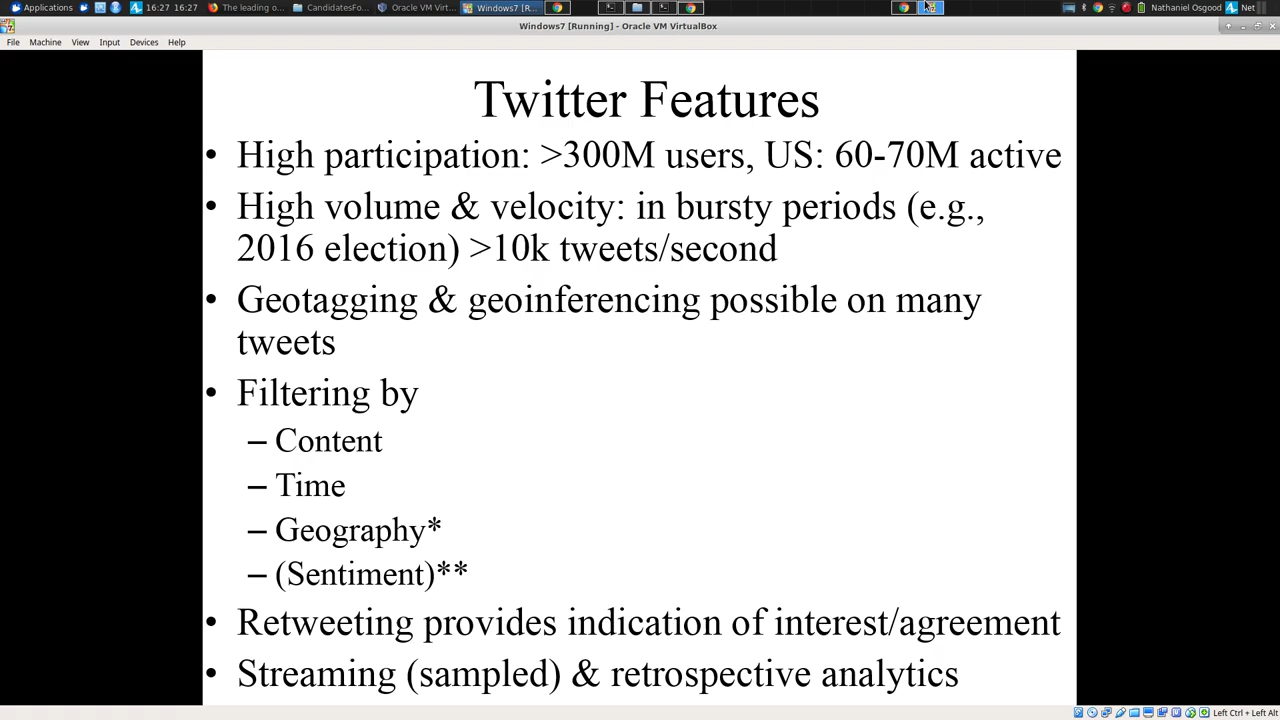 Applications 16:27 16:27 The leading o... CandidatesFo... Oracle VM Virt... Windows7 [R... Nathaniel Osgood Net
Windows7 [Running] - Oracle VM VirtualBox
File Machine View Input Devices Help
Twitter Features
• High participation: >300M users, US: 60-70M active
• High volume & velocity: in bursty periods (e.g.,
2016 election) >10k tweets/second
• Geotagging & geoinferencing possible on many
tweets
• Filtering by
– Content
– Time
– Geography*
– (Sentiment)**
• Retweeting provides indication of interest/agreement
• Streaming (sampled) & retrospective analytics
Left Ctrl + Left Alt